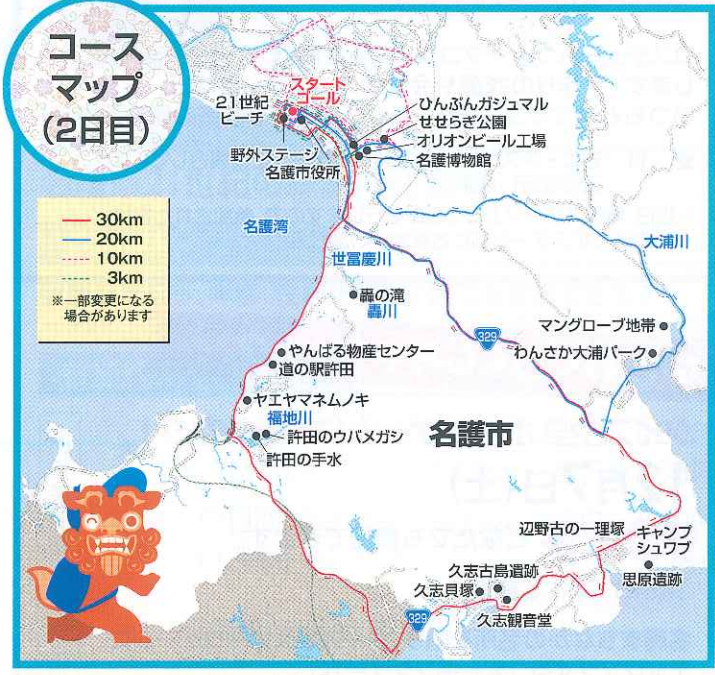 コース
マップ
(2日目)
スタート
ゴール
21世紀
ビーチ
野外ステージ
名護市役所
ひんぷんガジュマル
せせらぎ公園
オリオンビール工場
名護博物館
30km
20km
10km
3km
※一部変更になる
場合があります
名護湾
世冨慶川
大浦川
轟の滝
轟川
329
マングローブ地帯
わんさか大浦パーク
やんばる物産センター
道の駅許田
ヤエヤマネムノキ
福地川
許田のウバメガシ
許田の手水
名護市
辺野古の一理塚
キャンプ
シュワブ
思原遺跡
久志古島遺跡
久志貝塚
久志観音堂
329